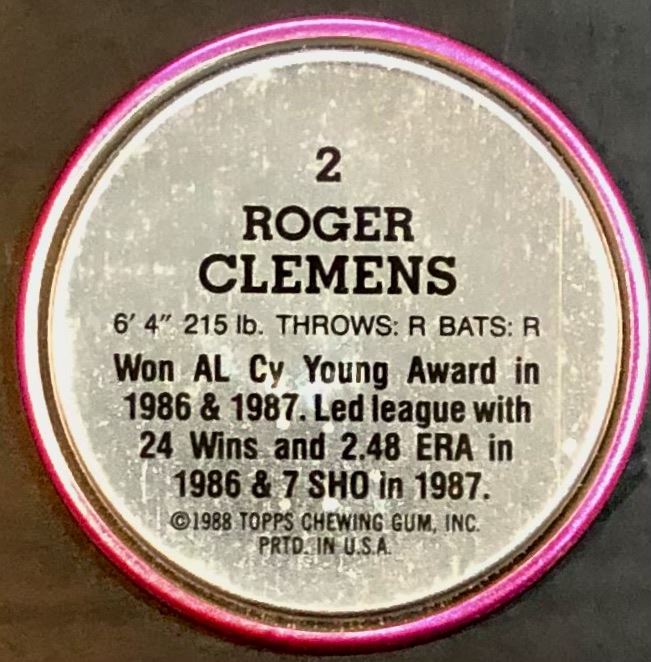 2
ROGER
CLEMENS
6′ 4″ 215 lb. THROWS: R BATS: R
Won AL Cy Young Award in
1986 & 1987. Led league with
24 Wins and 2.48 ERA in
1986 & 7 SHO in 1987.
©1988 TOPPS CHEWING GUM, INC.
PRTD. IN U.S.A.